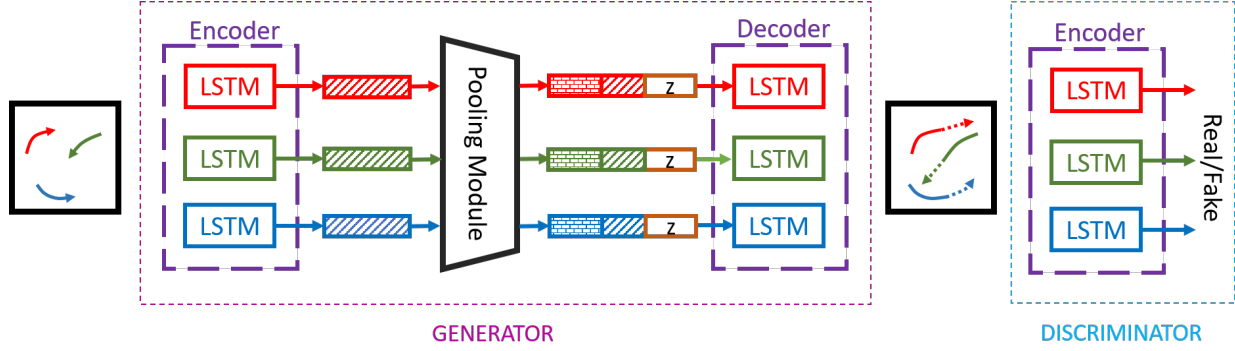 Encoder
Decoder
Encoder
LSTM
z
LSTM
LSTM
LSTM
z
LSTM
LSTM
LSTM
z
LSTM
LSTM
Pooling Module
Real/Fake
GENERATOR
DISCRIMINATOR